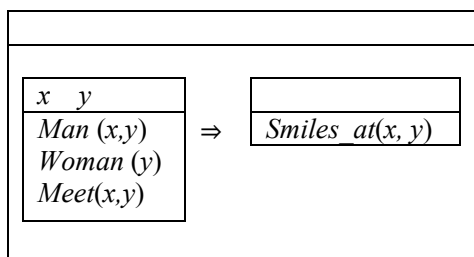 x y
Man (x,y) ⇒ Smiles_at(x, y)
Woman (y)
Meet(x,y)